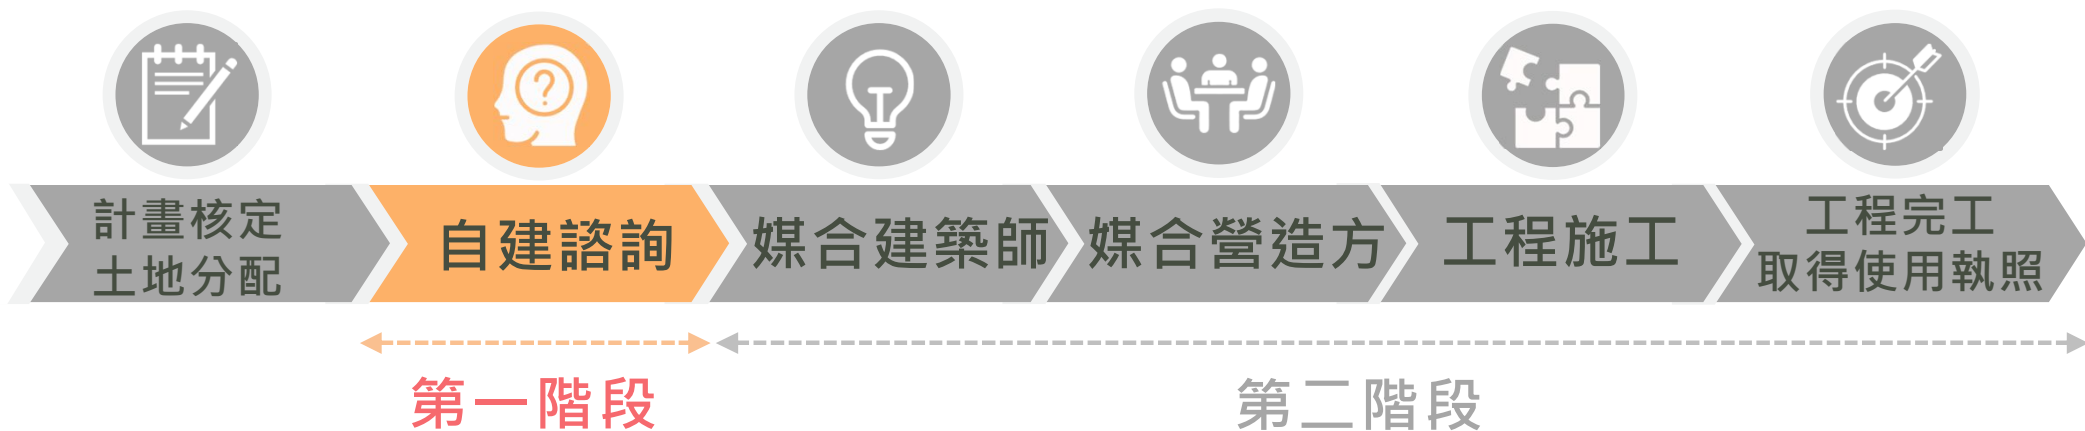 計畫核定
土地分配
自建諮詢
媒合建築師
媒合營造方
工程施工
工程完工
取得使用執照
第一階段
第二階段